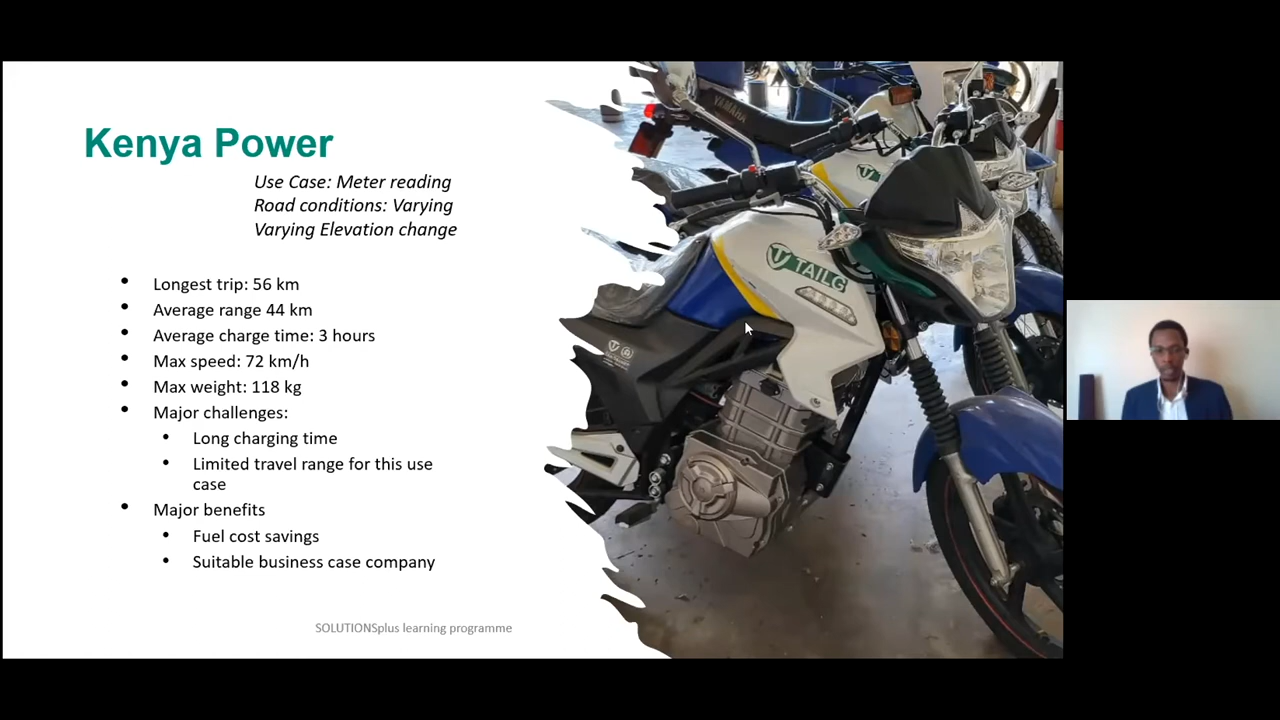 Kenya Power
Use Case: Meter reading
Road conditions: Varying
Varying Elevation change
• Longest trip: 56 km
• Average range 44 km
• Average charge time: 3 hours
• Max speed: 72 km/h
• Max weight: 118 kg
• Major challenges:
• Long charging time
• Limited travel range for this use
case
• Major benefits
• Fuel cost savings
• Suitable business case company
SOLUTIONSplus learning programme
YAMAHA
TAILG